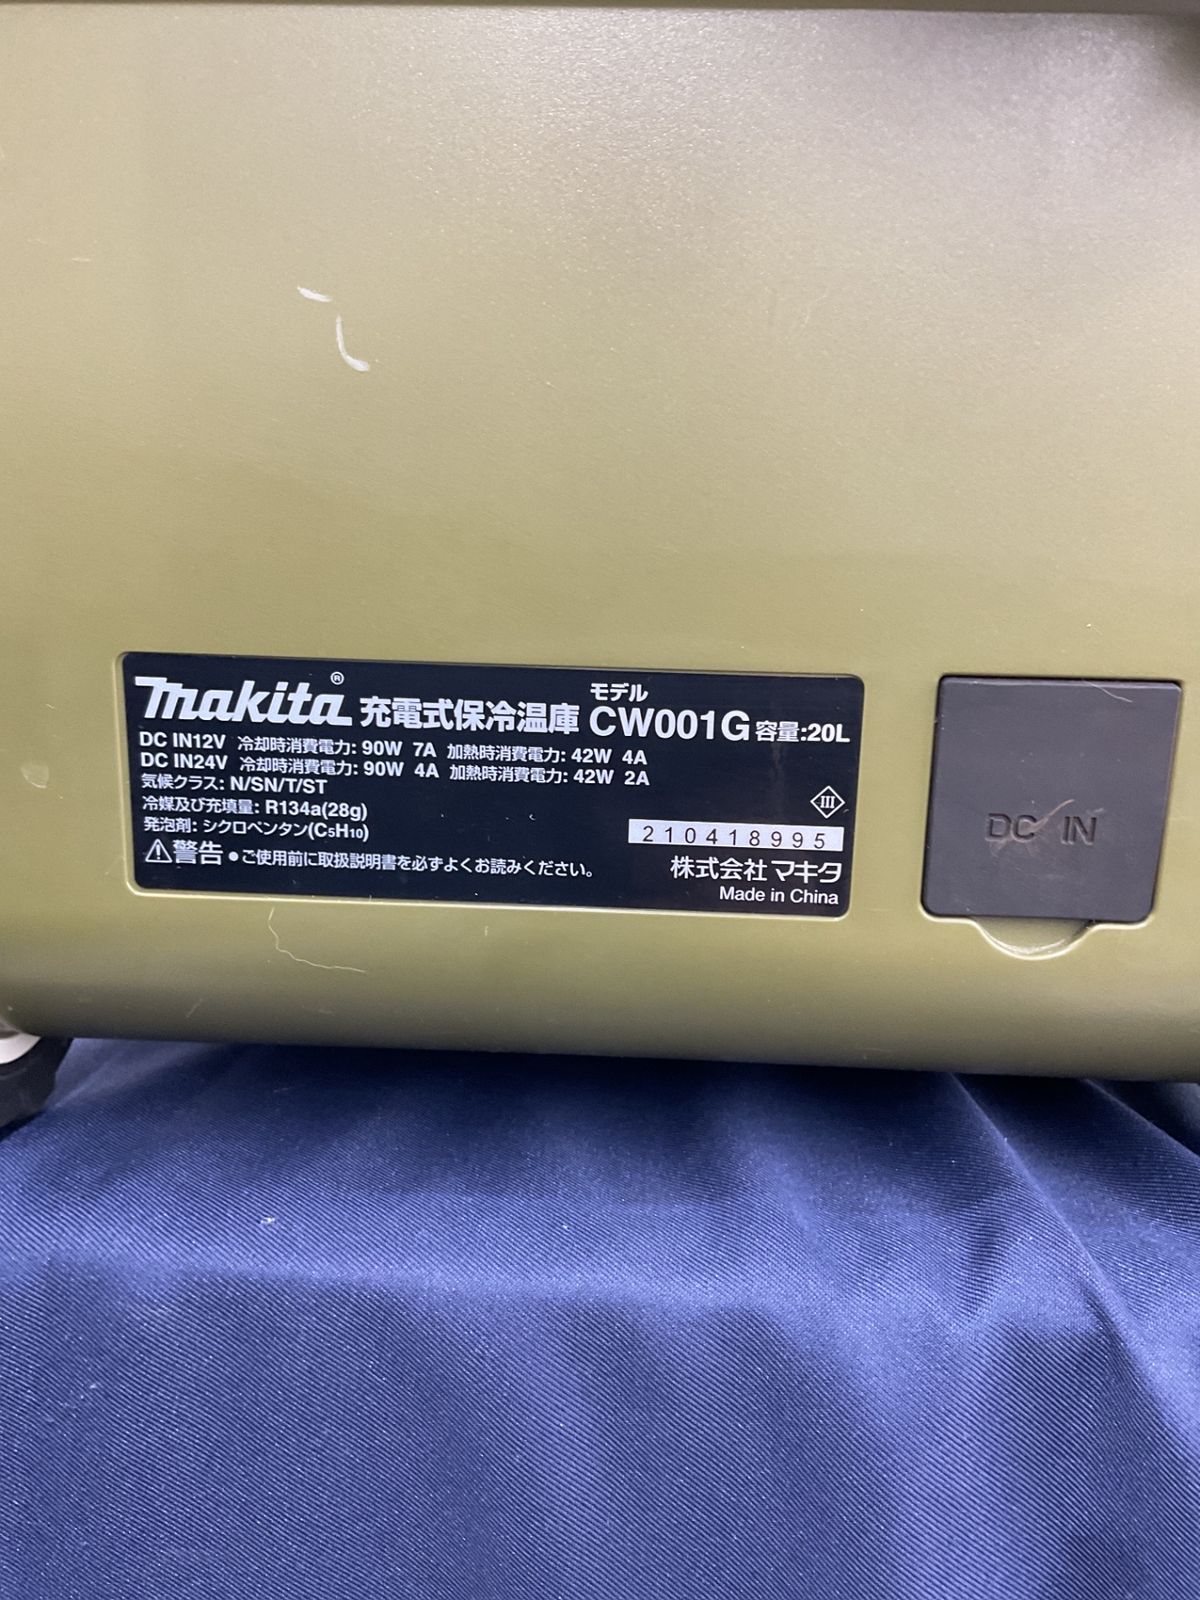 makita® 充電式保冷温庫 モデル CW001G 容量:20L
DC IN12V 冷却時消費電力: 90W 7A 加熱時消費電力: 42W 4A
DC IN24V 冷却時消費電力: 90W 4A 加熱時消費電力: 42W 2A
気候クラス: N/SN/T/ST
冷媒及び充填量: R134a(28g)
発泡剤: シクロペンタン(C5H10)
⚠警告 ●ご使用前に取扱説明書を必ずよくお読みください。
III
210418995
株式会社マキタ
Made in China
DC IN